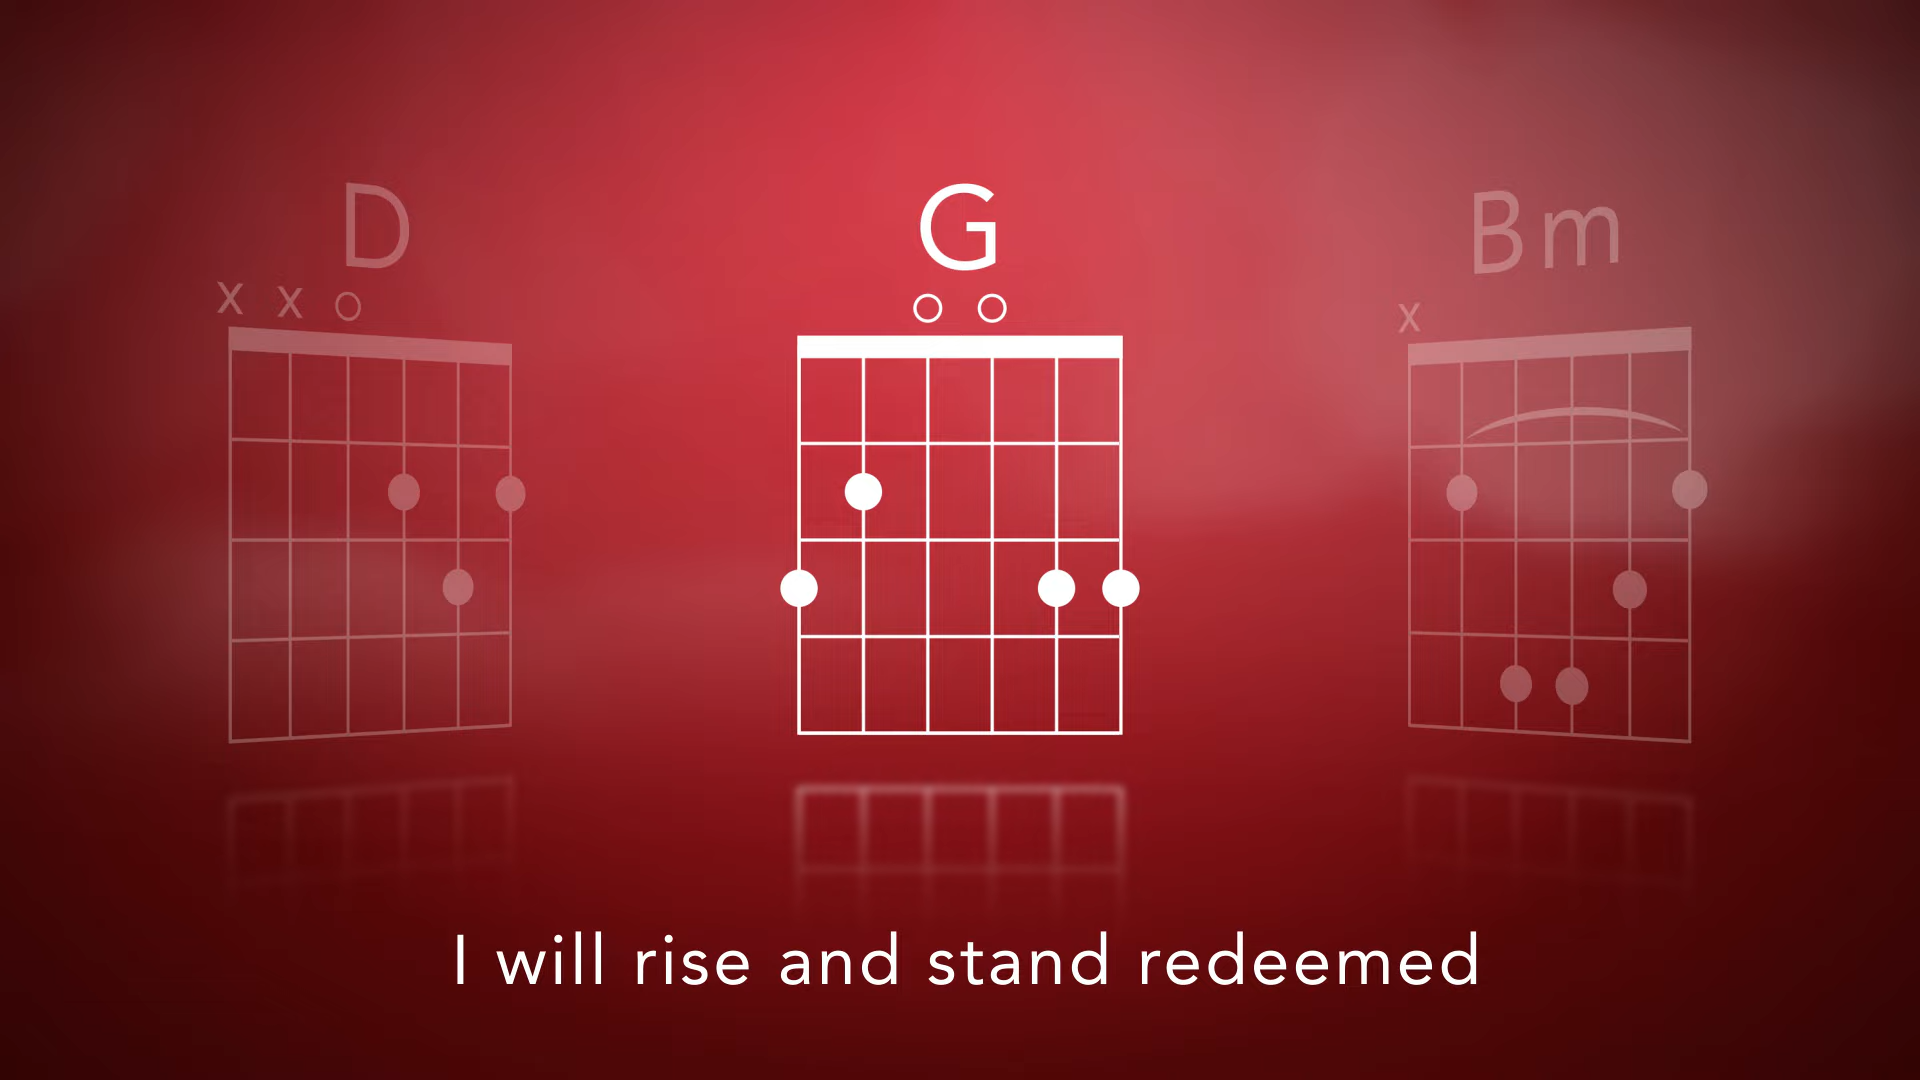 D
G
Bm
x x o
o o
x
I will rise and stand redeemed